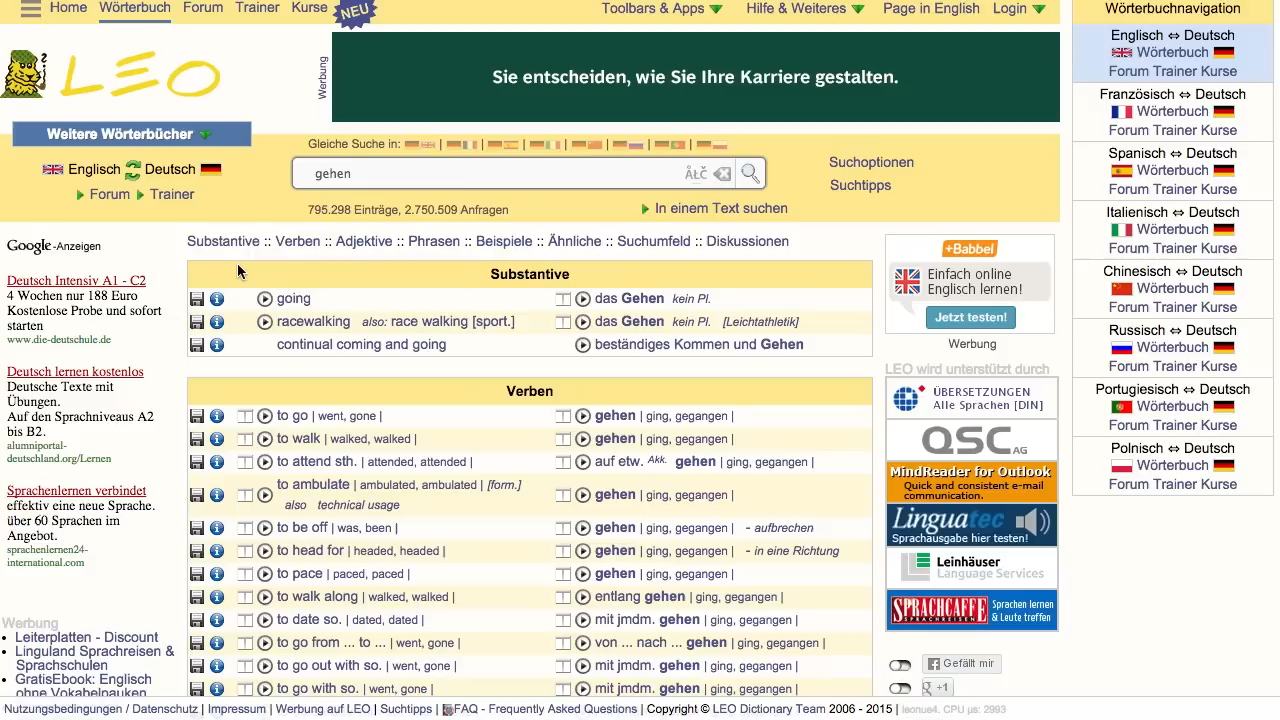 Home Wörterbuch Forum Trainer Kurse NEU Toolbars & Apps Hilfe & Weiteres Page in English Login
LEO
Werbung
Sie entscheiden, wie Sie Ihre Karriere gestalten.
Weitere Wörterbücher
Englisch Deutsch
Forum Trainer
Gleiche Suche in: | | | | | | |
gehen ÅŁČ
795.298 Einträge, 2.750.509 Anfragen In einem Text suchen
Suchoptionen
Suchtipps
Google-Anzeigen
Deutsch Intensiv A1 - C2
4 Wochen nur 188 Euro
Kostenlose Probe und sofort
starten
www.die-deutschule.de
Deutsch lernen kostenlos
Deutsche Texte mit
Übungen.
Auf den Sprachniveaus A2
bis B2.
alumniportal-
deutschland.org/Lernen
Sprachenlernen verbindet
effektiv eine neue Sprache.
über 60 Sprachen im
Angebot.
sprachenlernen24-
international.com
Werbung
• Leiterplatten - Discount
• Linguland Sprachreisen &
Sprachschulen
• GratisEbook: Englisch
ohne Vokabelpauken
Substantive :: Verben :: Adjektive :: Phrasen :: Beispiele :: Ähnliche :: Suchumfeld :: Diskussionen
Substantive
going das Gehen kein Pl.
racewalking also: race walking [sport.] das Gehen kein Pl. [Leichtathletik]
continual coming and going beständiges Kommen und Gehen
Verben
to go | went, gone | gehen | ging, gegangen |
to walk | walked, walked | gehen | ging, gegangen |
to attend sth. | attended, attended | auf etw. Akk. gehen | ging, gegangen |
to ambulate | ambulated, ambulated | [form.] gehen | ging, gegangen |
also technical usage
to be off | was, been | gehen | ging, gegangen | - aufbrechen
to head for | headed, headed | gehen | ging, gegangen | - in eine Richtung
to pace | paced, paced | gehen | ging, gegangen |
to walk along | walked, walked | entlang gehen | ging, gegangen |
to date so. | dated, dated | mit jmdm. gehen | ging, gegangen |
to go from ... to ... | went, gone | von ... nach ... gehen | ging, gegangen |
to go out with so. | went, gone | mit jmdm. gehen | ging, gegangen |
to go with so. | went, gone | mit jmdm. gehen | ging, gegangen |
+Babbel
Einfach online
Englisch lernen!
Jetzt testen!
Werbung
LEO wird unterstützt durch
ÜBERSETZUNGEN
Alle Sprachen [DIN]
QSC AG
MindReader for Outlook
Quick and consistent e-mail
communication.
Linguatec
Sprachausgabe hier testen!
Leinhäuser
Language Services
SPRACHCAFFE Sprachen lernen
SPRACHREISEN & Leute treffen
Gefällt mir
+1
Wörterbuchnavigation
Englisch ⇔ Deutsch
Wörterbuch
Forum Trainer Kurse
Französisch ⇔ Deutsch
Wörterbuch
Forum Trainer Kurse
Spanisch ⇔ Deutsch
Wörterbuch
Forum Trainer Kurse
Italienisch ⇔ Deutsch
Wörterbuch
Forum Trainer Kurse
Chinesisch ⇔ Deutsch
Wörterbuch
Forum Trainer Kurse
Russisch ⇔ Deutsch
Wörterbuch
Forum Trainer Kurse
Portugiesisch ⇔ Deutsch
Wörterbuch
Forum Trainer Kurse
Polnisch ⇔ Deutsch
Wörterbuch
Forum Trainer Kurse
Nutzungsbedingungen / Datenschutz | Impressum | Werbung auf LEO | Suchtipps | FAQ - Frequently Asked Questions | Copyright © LEO Dictionary Team 2006 - 2015 | leonue4. CPU µs: 2993